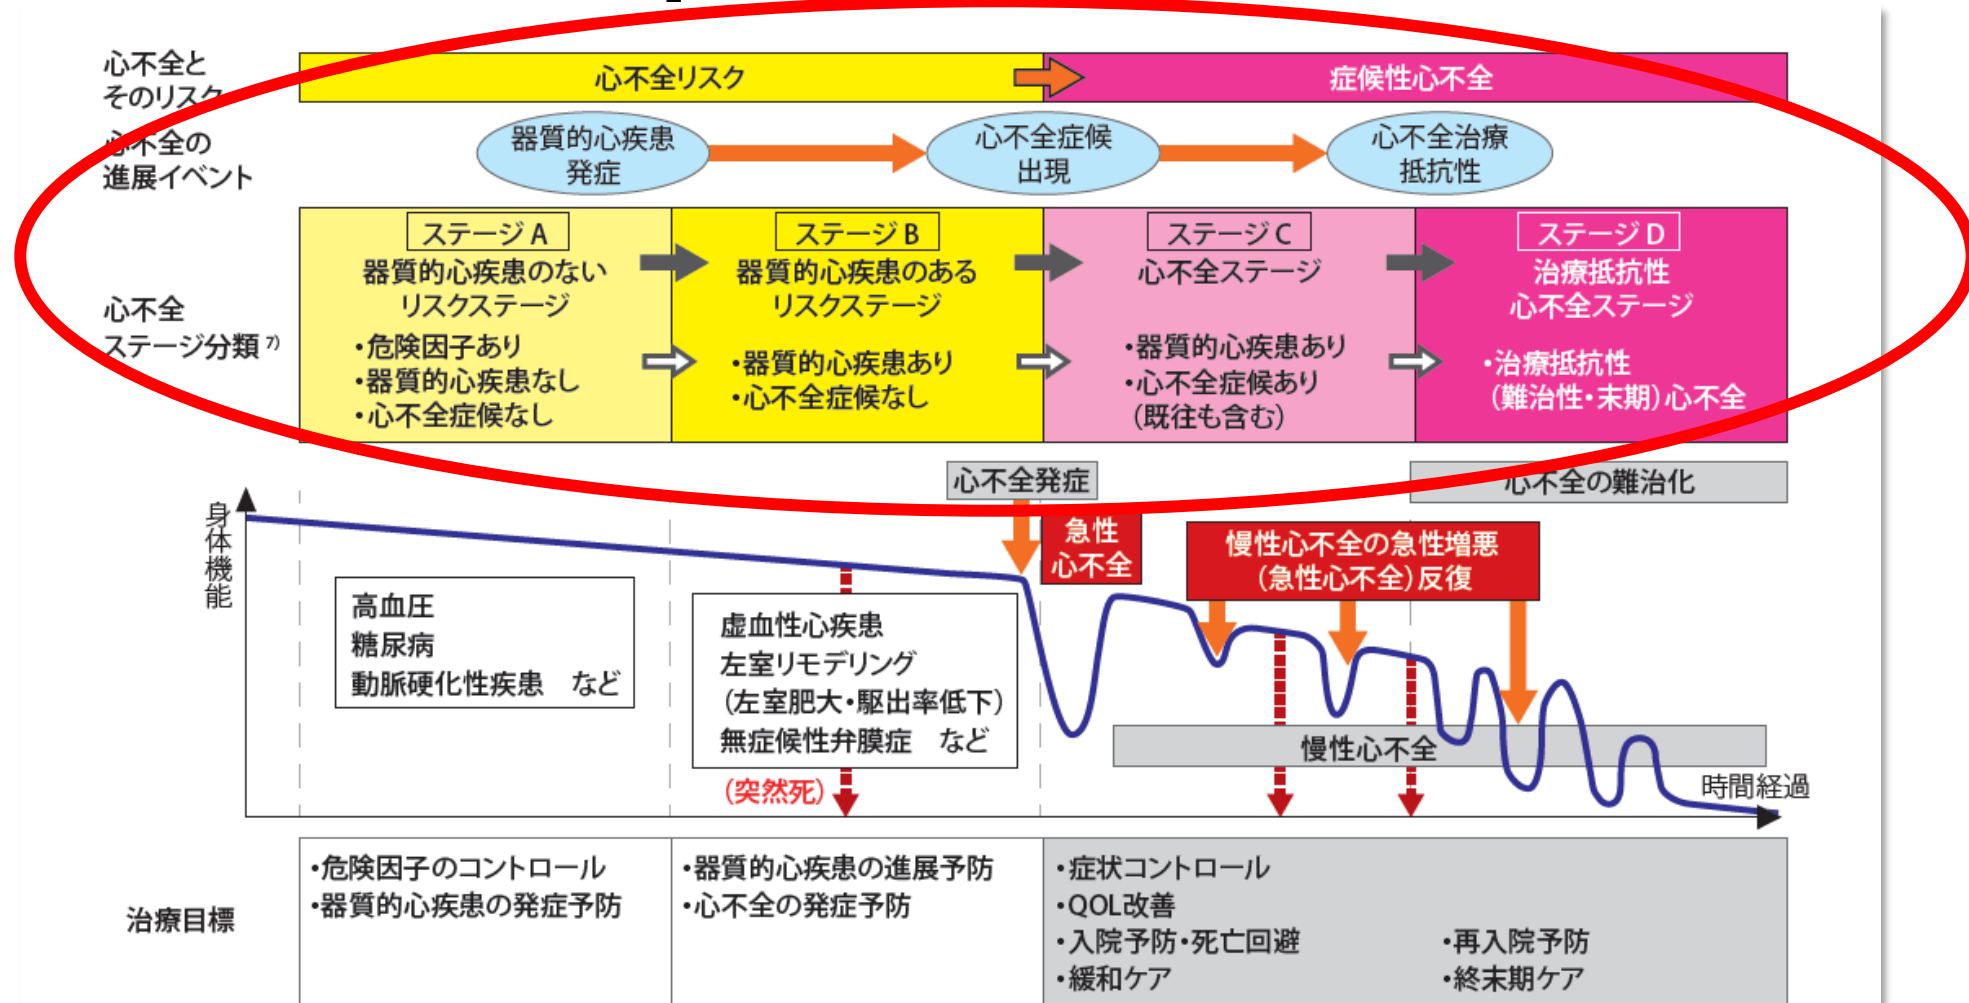 心不全と
そのリスク
心不全リスク
症候性心不全
心不全の
進展イベント
器質的心疾患
発症
心不全症候
出現
心不全治療
抵抗性
心不全
ステージ分類 7)
ステージ A
器質的心疾患のない
リスクステージ
・危険因子あり
・器質的心疾患なし
・心不全症候なし
ステージ B
器質的心疾患のある
リスクステージ
・器質的心疾患あり
・心不全症候なし
ステージ C
心不全ステージ
・器質的心疾患あり
・心不全症候あり
(既往も含む)
ステージ D
治療抵抗性
心不全ステージ
・治療抵抗性
(難治性・末期)心不全
心不全発症
心不全の難治化
身体機能
急性
心不全
慢性心不全の急性増悪
(急性心不全)反復
高血圧
糖尿病
動脈硬化性疾患 など
虚血性心疾患
左室リモデリング
(左室肥大・駆出率低下)
無症候性弁膜症 など
(突然死)
慢性心不全
時間経過
治療目標
・危険因子のコントロール
・器質的心疾患の発症予防
・器質的心疾患の進展予防
・心不全の発症予防
・症状コントロール
・QOL改善
・入院予防・死亡回避
・緩和ケア
・再入院予防
・終末期ケア